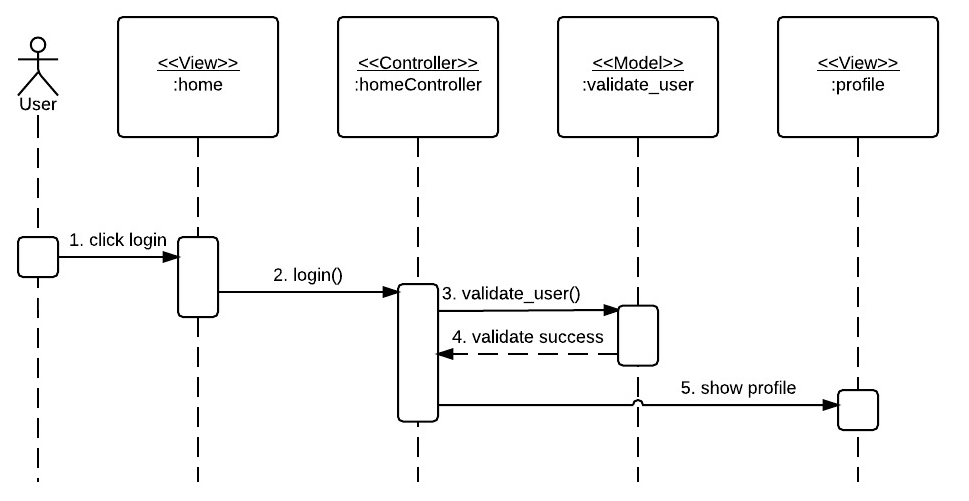 <<View>>
:home
<<Controller>>
:homeController
<<Model>>
:validate_user
<<View>>
:profile
User
1. click login
2. login()
3. validate_user()
4. validate success
5. show profile